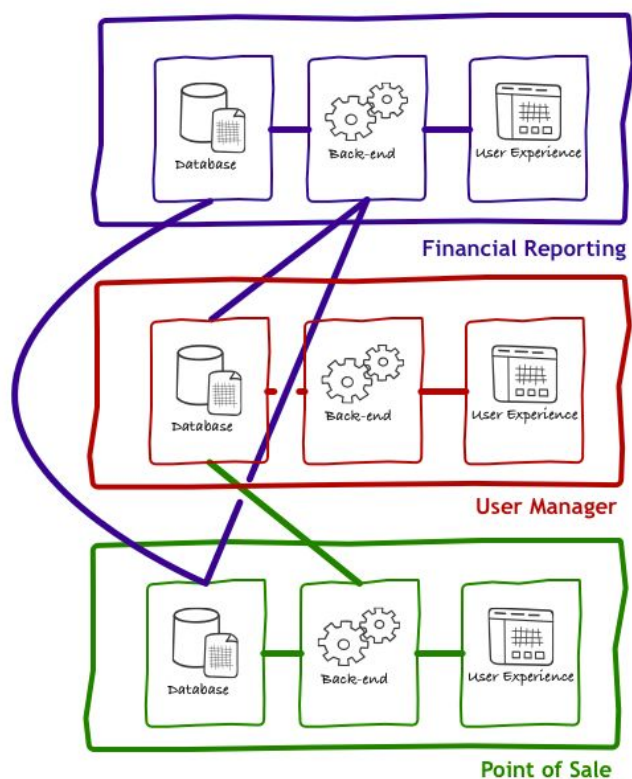 Database
Back-end
User Experience
Financial Reporting
Database
Back-end
User Experience
User Manager
Database
Back-end
User Experience
Point of Sale